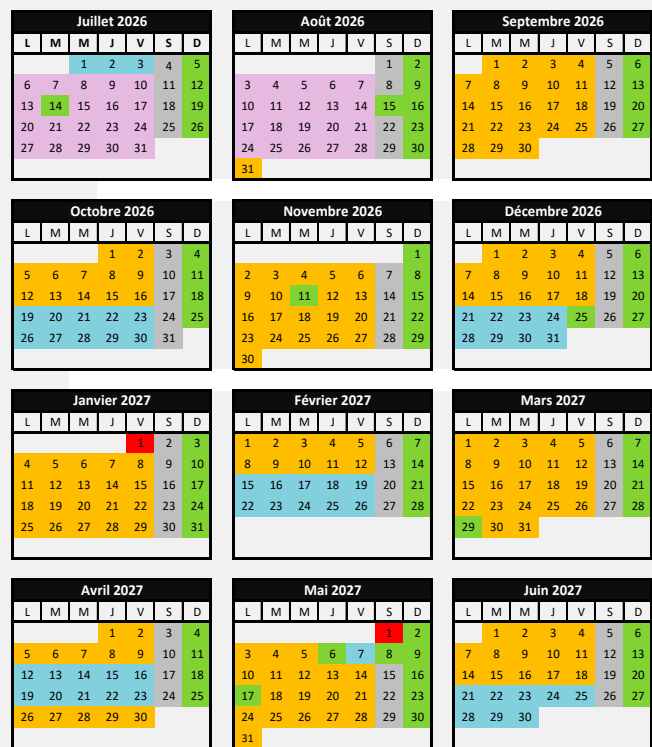 Juillet 2026
L M M J V S D
1 2 3 4 5
6 7 8 9 10 11 12
13 14 15 16 17 18 19
20 21 22 23 24 25 26
27 28 29 30 31
Août 2026
L M M J V S D
1 2
3 4 5 6 7 8 9
10 11 12 13 14 15 16
17 18 19 20 21 22 23
24 25 26 27 28 29 30
31
Septembre 2026
L M M J V S D
1 2 3 4 5 6
7 8 9 10 11 12 13
14 15 16 17 18 19 20
21 22 23 24 25 26 27
28 29 30
Octobre 2026
L M M J V S D
1 2 3 4
5 6 7 8 9 10 11
12 13 14 15 16 17 18
19 20 21 22 23 24 25
26 27 28 29 30 31
Novembre 2026
L M M J V S D
1
2 3 4 5 6 7 8
9 10 11 12 13 14 15
16 17 18 19 20 21 22
23 24 25 26 27 28 29
30
Décembre 2026
L M M J V S D
1 2 3 4 5 6
7 8 9 10 11 12 13
14 15 16 17 18 19 20
21 22 23 24 25 26 27
28 29 30 31
Janvier 2027
L M M J V S D
1 2 3
4 5 6 7 8 9 10
11 12 13 14 15 16 17
18 19 20 21 22 23 24
25 26 27 28 29 30 31
Février 2027
L M M J V S D
1 2 3 4 5 6 7
8 9 10 11 12 13 14
15 16 17 18 19 20 21
22 23 24 25 26 27 28
Mars 2027
L M M J V S D
1 2 3 4 5 6 7
8 9 10 11 12 13 14
15 16 17 18 19 20 21
22 23 24 25 26 27 28
29 30 31
Avril 2027
L M M J V S D
1 2 3 4
5 6 7 8 9 10 11
12 13 14 15 16 17 18
19 20 21 22 23 24 25
26 27 28 29 30
Mai 2027
L M M J V S D
1 2
3 4 5 6 7 8 9
10 11 12 13 14 15 16
17 18 19 20 21 22 23
24 25 26 27 28 29 30
31
Juin 2027
L M M J V S D
1 2 3 4 5 6
7 8 9 10 11 12 13
14 15 16 17 18 19 20
21 22 23 24 25 26 27
28 29 30